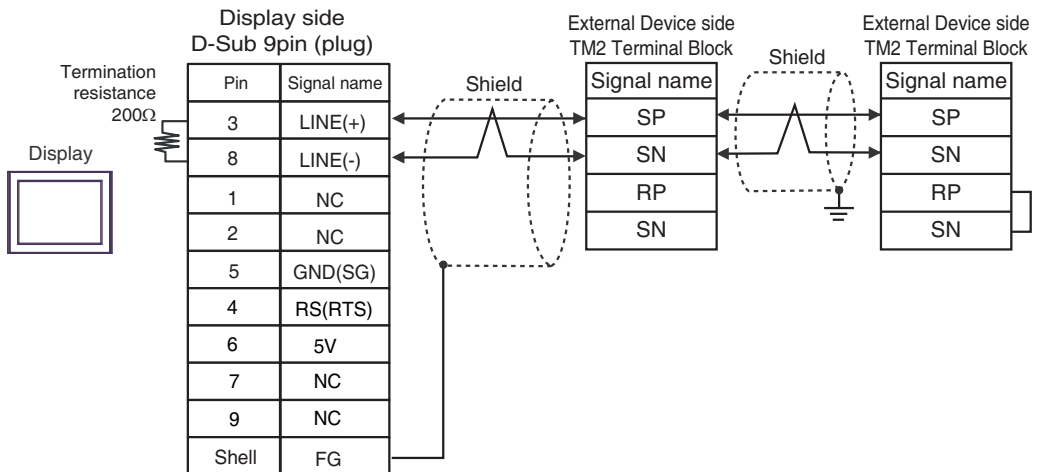 Display side
D-Sub 9pin (plug)
External Device side
TM2 Terminal Block
External Device side
TM2 Terminal Block
Termination
resistance
200Ω
Display
Pin Signal name
3 LINE(+)
8 LINE(-)
1 NC
2 NC
5 GND(SG)
4 RS(RTS)
6 5V
7 NC
9 NC
Shell FG
Shield
Signal name
SP
SN
RP
SN
Shield
Signal name
SP
SN
RP
SN